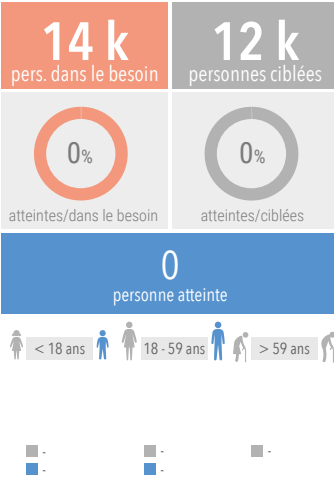 14 k 12 k
pers. dans le besoin personnes ciblées
0% 0%
atteintes/dans le besoin atteintes/ciblées
0
personne atteinte
< 18 ans 18 - 59 ans > 59 ans
- - -
- -